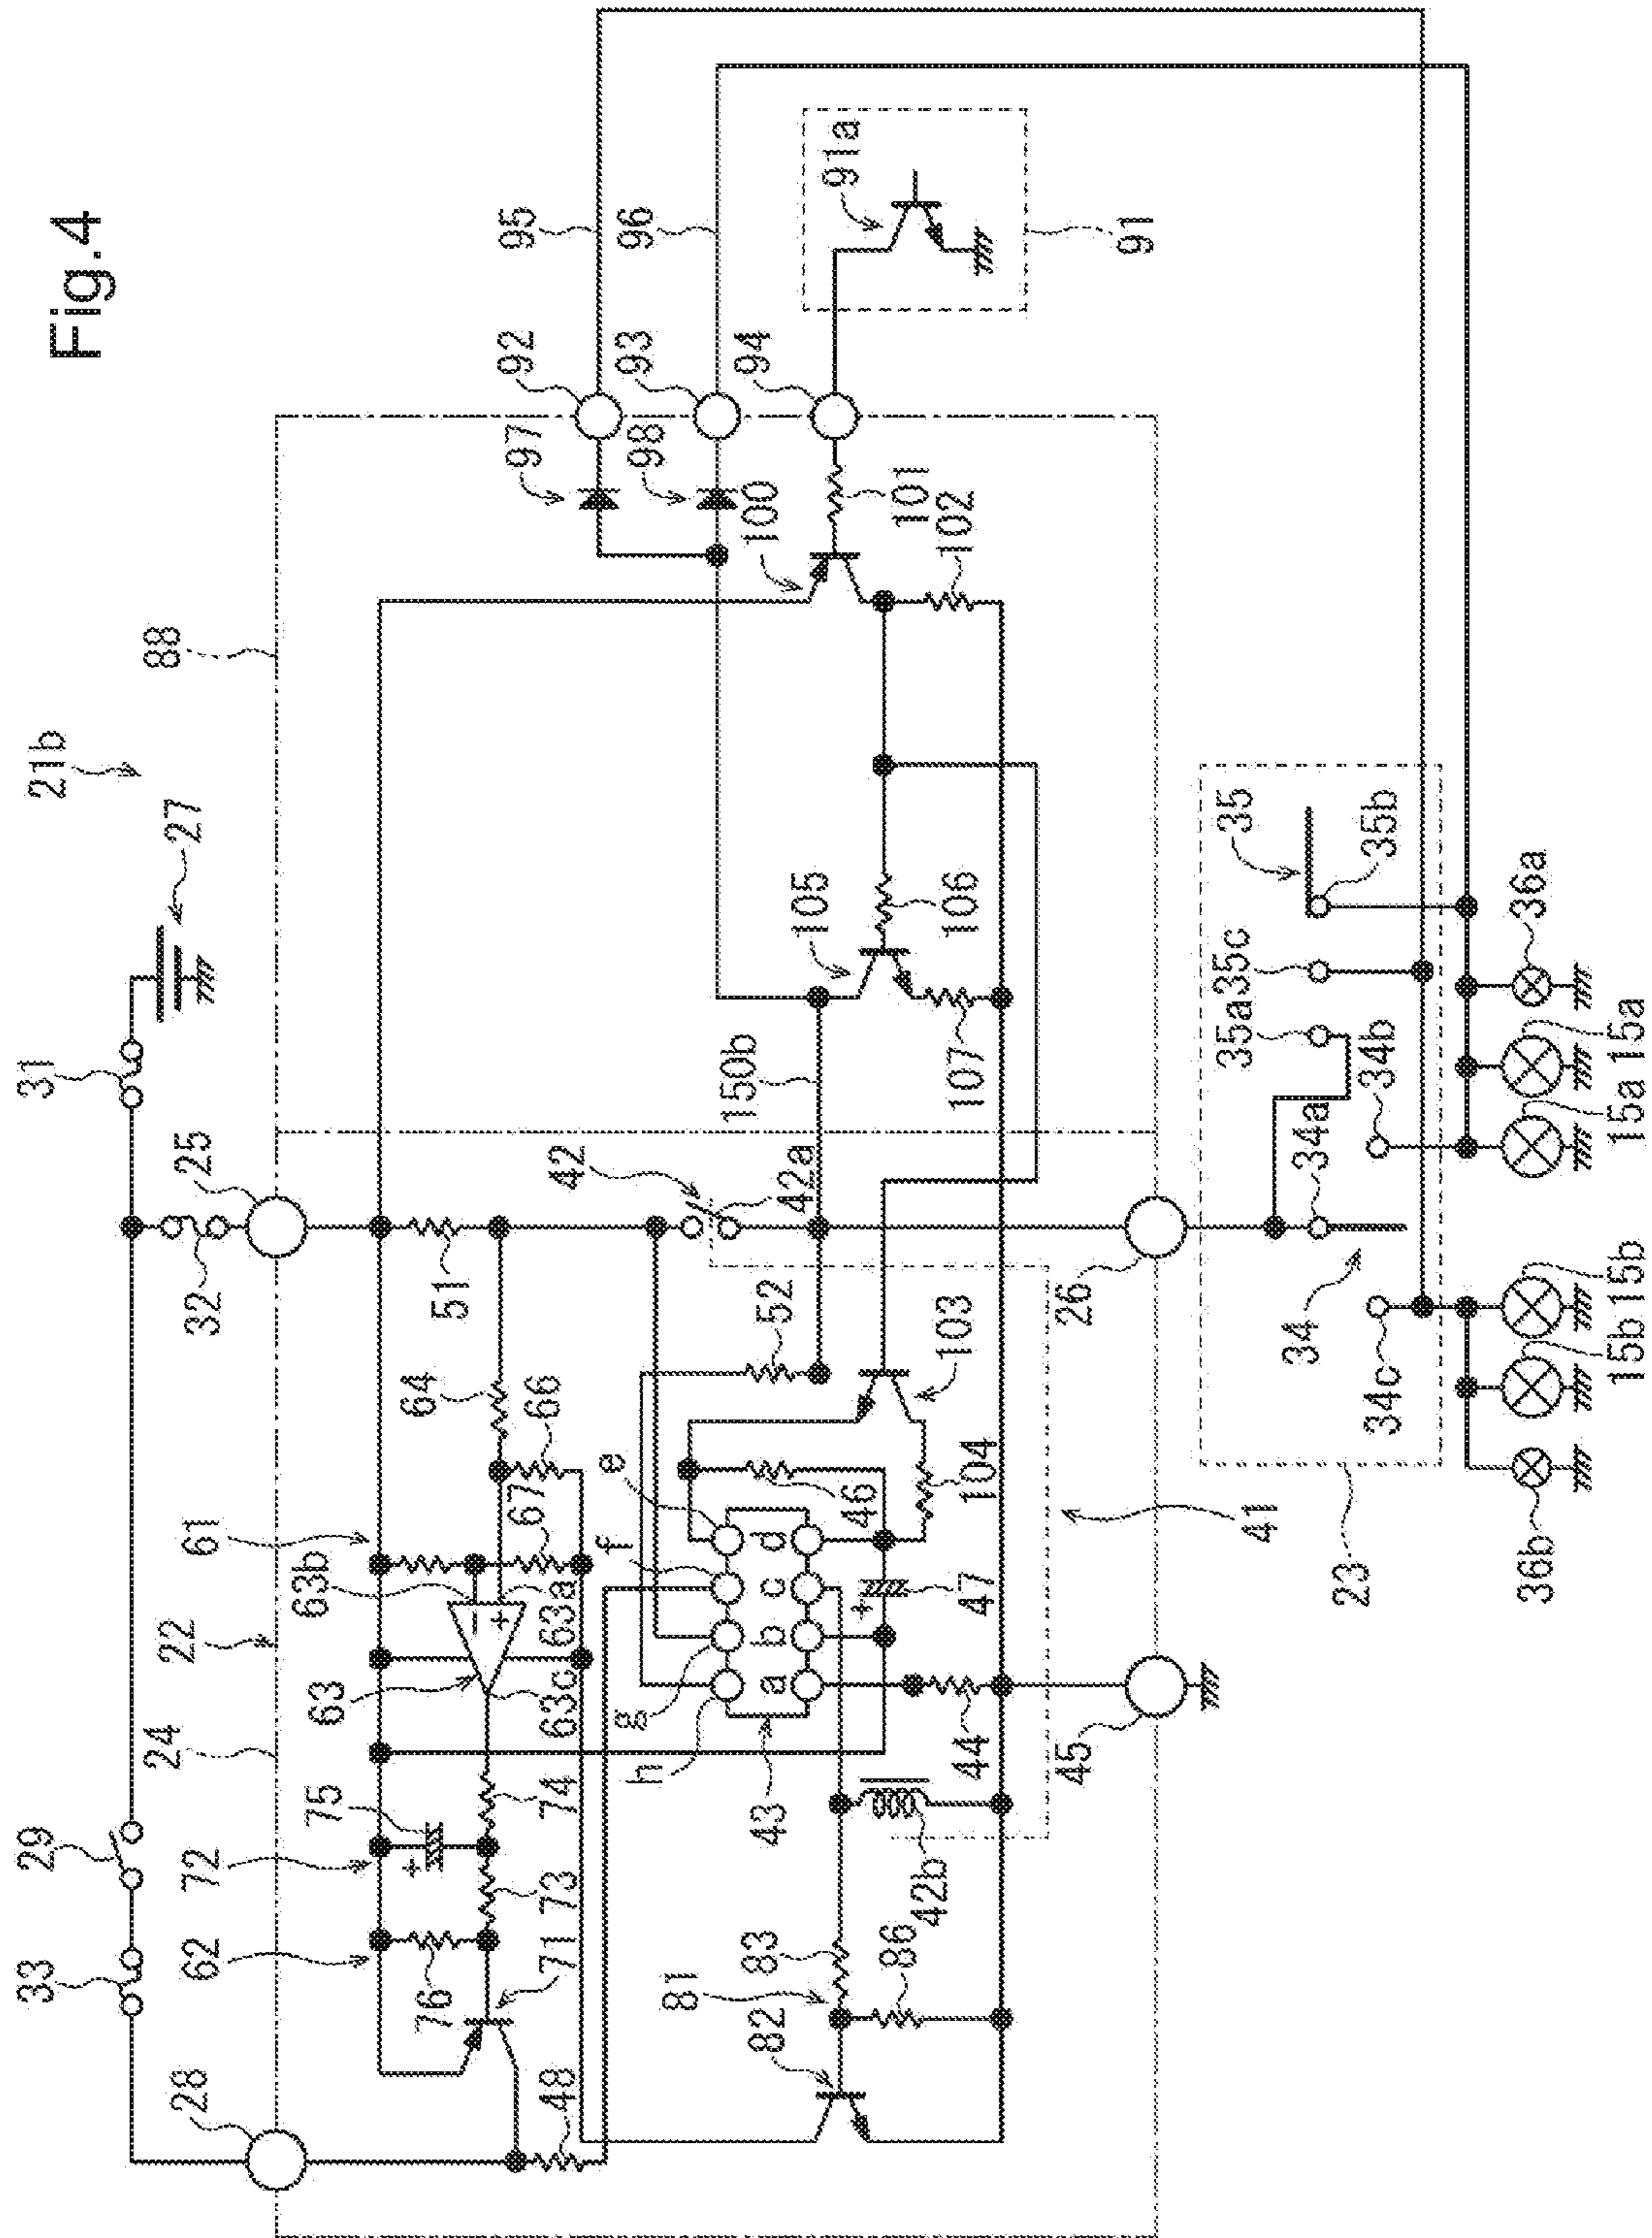 Fig.4
21b
27
88
31
25
32
22
24
29
33
28
61
63b
63
72
75
62
76
71
48
73
74
63c
63a
67
66
64
51
42
42a
150b
52
e
f
g
h
a
b
c
d
43
46
47
104
103
44
42b
83
81
82
86
41
45
26
105
106
107
95
96
92
93
94
97
98
100
101
102
91a
91
23
34
34a
34b
34c
35
35a
35b
35c
36a
15a
15a
15b
15b
36b
+
+
−
+